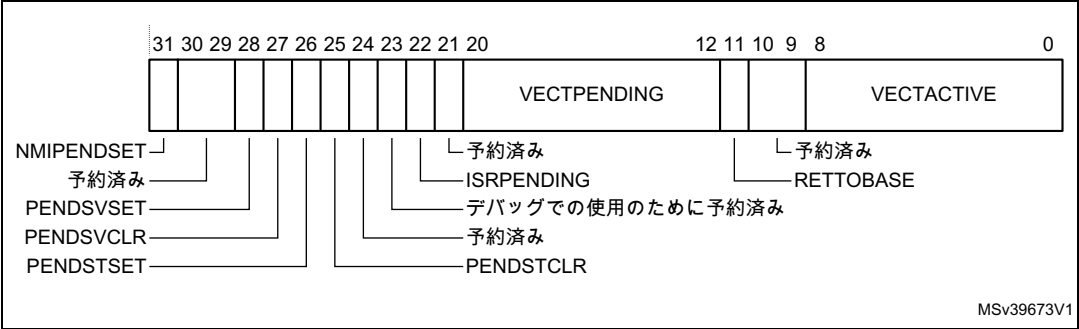 31 30 29 28 27 26 25 24 23 22 21 20 12 11 10 9 8 0
VECTPENDING VECTACTIVE
NMIPENDSET 予約済み 予約済み
予約済み ISRPENDING RETTOBASE
PENDSVSET デバッグでの使用のために予約済み
PENDSVCLR 予約済み
PENDSTSET PENDSTCLR
MSv39673V1